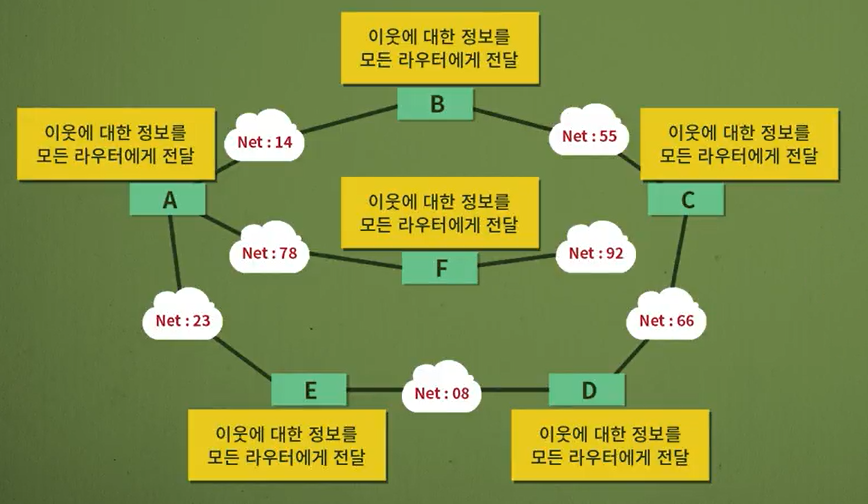 이웃에 대한 정보를
모든 라우터에게 전달
B
이웃에 대한 정보를
모든 라우터에게 전달
Net : 14
Net : 55
이웃에 대한 정보를
모든 라우터에게 전달
A
C
이웃에 대한 정보를
모든 라우터에게 전달
Net : 78
F
Net : 92
Net : 23
Net : 66
E
Net : 08
D
이웃에 대한 정보를
모든 라우터에게 전달
이웃에 대한 정보를
모든 라우터에게 전달